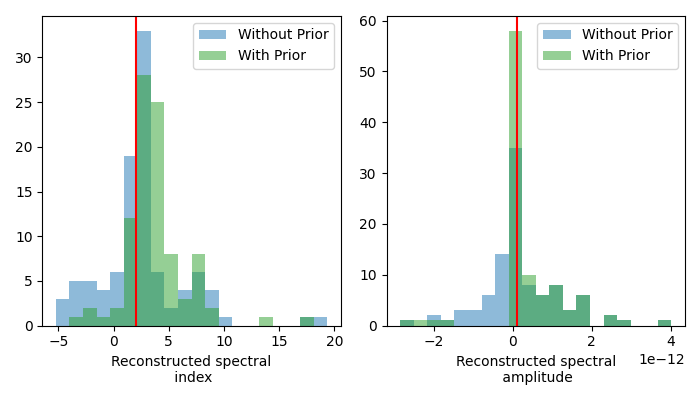 Without Prior
With Prior
30
25
20
15
10
5
0
−5
0
5
10
15
20
Reconstructed spectral
index
Without Prior
With Prior
60
50
40
30
20
10
0
−2
0
2
4
1e−12
Reconstructed spectral
amplitude